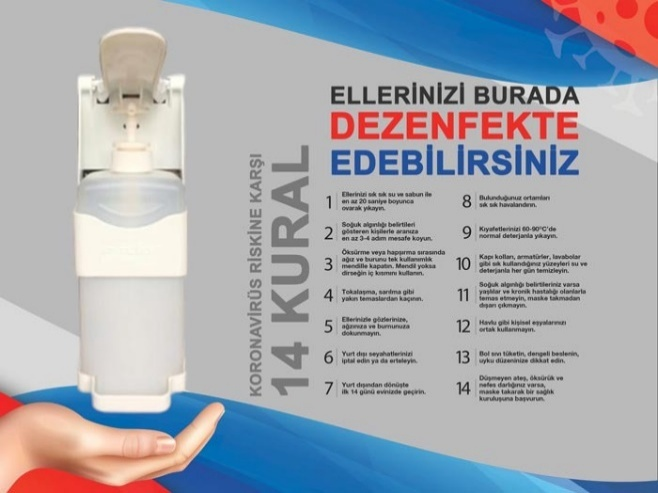 ELLERİNİZİ BURADA
DEZENFEKTE
EDEBİLİRSİNİZ
KORONAVİRÜS RİSKİNE KARŞI
14 KURAL
1 Ellerinizi sık sık su ve sabun ile
en az 20 saniye boyunca
ovarak yıkayın.
2 Soğuk algınlığı belirtileri
gösteren kişilerle aranıza
en az 3-4 adım mesafe koyun.
3 Öksürme veya hapşırma sırasında
ağız ve burunu tek kullanımlık
mendille kapatın. Mendil yoksa
dirseğin iç kısmını kullanın.
4 Tokalaşma, sarılma gibi
yakın temaslardan kaçının.
5 Ellerinizle gözlerinize,
ağzınıza ve burnunuza
dokunmayın.
6 Yurt dışı seyahatlerinizi
iptal edin ya da erteleyin.
7 Yurt dışından dönüşte
ilk 14 günü evinizde geçirin.
8 Bulunduğunuz ortamları
sık sık havalandırın.
9 Kıyafetlerinizi 60-90°C'de
normal deterjanla yıkayın.
10 Kapı kolları, armatürler, lavabolar
gibi sık kullandığınız yüzeyleri su ve
deterjanla her gün temizleyin.
11 Soğuk algınlığı belirtileriniz varsa
yaşlılar ve kronik hastalığı olanlarla
temas etmeyin, maske takmadan
dışarı çıkmayın.
12 Havlu gibi kişisel eşyalarınızı
ortak kullanmayın.
13 Bol sıvı tüketin, dengeli beslenin,
uyku düzeninize dikkat edin.
14 Düşmeyen ateş, öksürük ve
nefes darlığınız varsa,
maske takarak bir sağlık
kuruluşuna başvurun.